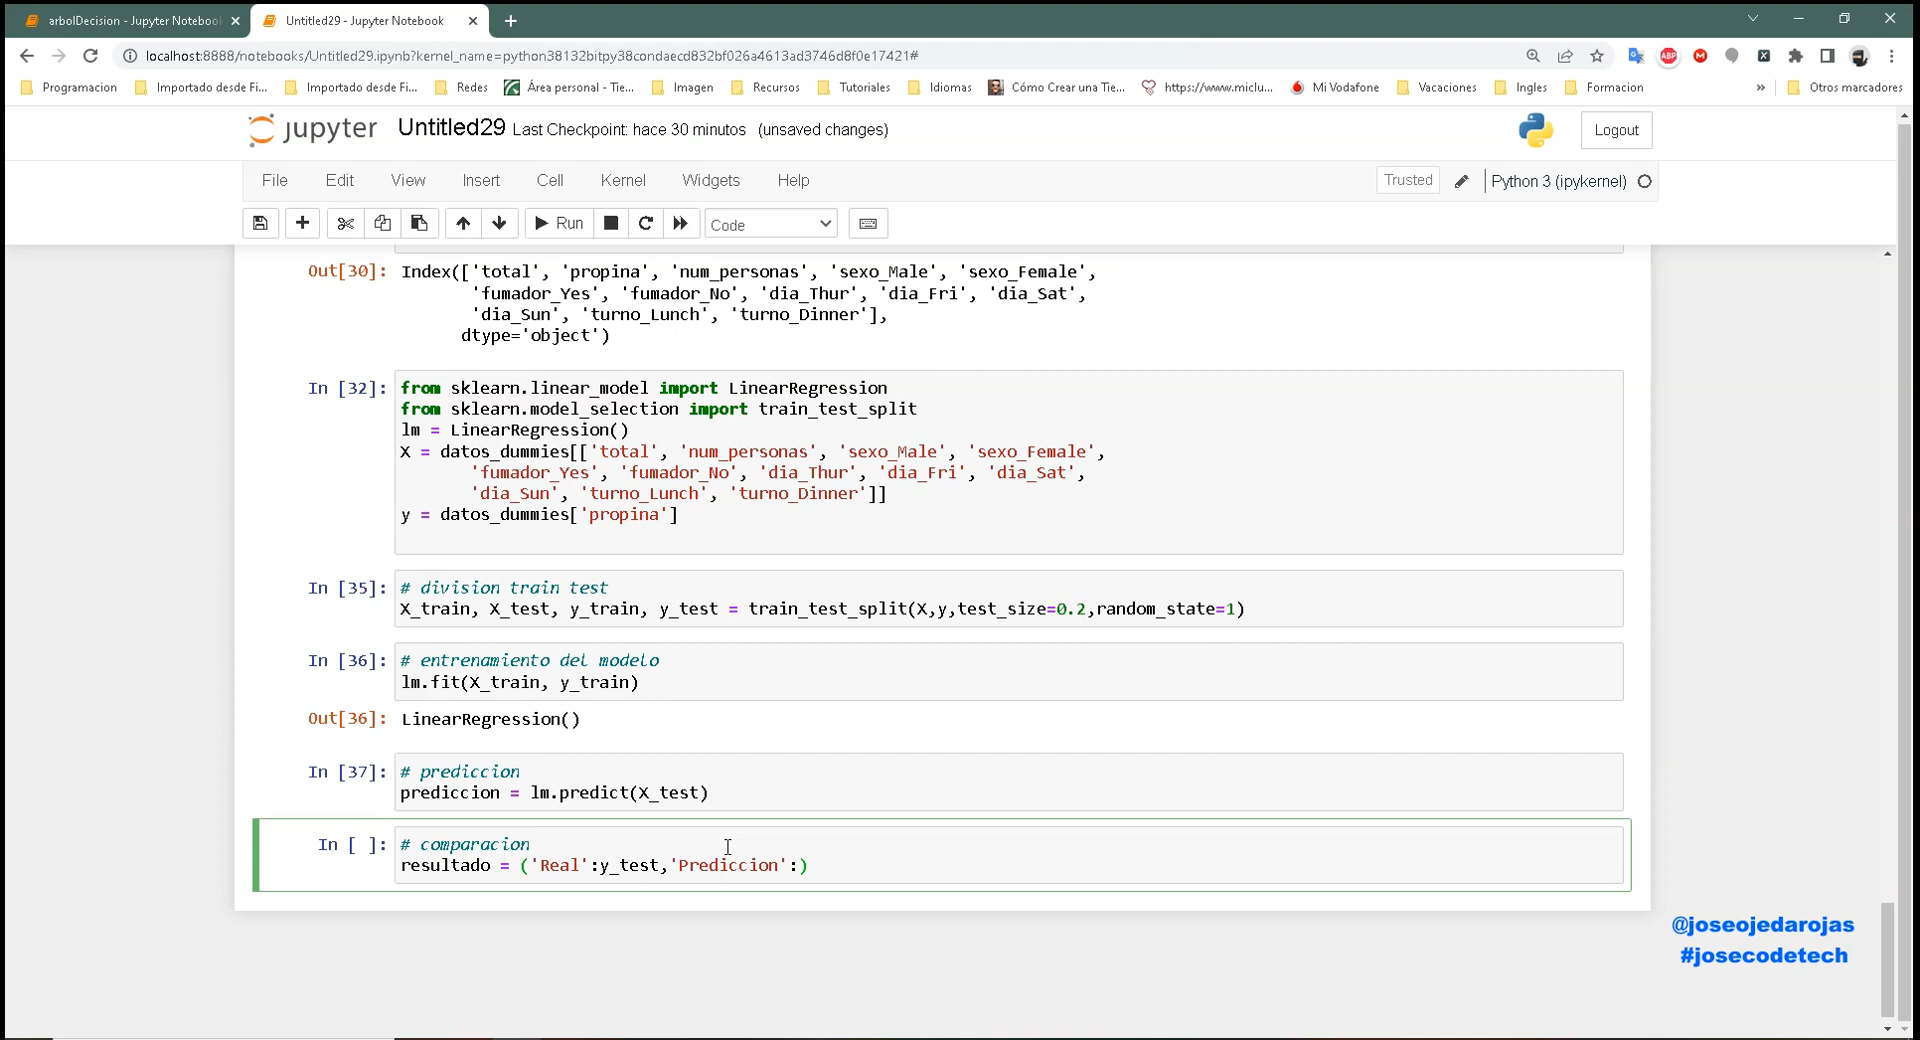 arbolDecision - Jupyter Notebook
Untitled29 - Jupyter Notebook
localhost:8888/notebooks/Untitled29.ipynb?kernel_name=python38132bitpy38condaecd832bf026a4613ad3746d8f0e17421#
Programacion
Importado desde Fi...
Importado desde Fi...
Redes
Área personal - Tie...
Imagen
Recursos
Tutoriales
Idiomas
Cómo Crear una Tie...
https://www.miclu...
Mi Vodafone
Vacaciones
Ingles
Formacion
»
Otros marcadores
jupyter Untitled29 Last Checkpoint: hace 30 minutos (unsaved changes)
Logout
File Edit View Insert Cell Kernel Widgets Help
Trusted
Python 3 (ipykernel)
Run
Code
Out[30]: Index(['total', 'propina', 'num_personas', 'sexo_Male', 'sexo_Female',
'fumador_Yes', 'fumador_No', 'dia_Thur', 'dia_Fri', 'dia_Sat',
'dia_Sun', 'turno_Lunch', 'turno_Dinner'],
dtype='object')
In [32]: from sklearn.linear_model import LinearRegression
from sklearn.model_selection import train_test_split
lm = LinearRegression()
X = datos_dummies[['total', 'num_personas', 'sexo_Male', 'sexo_Female',
'fumador_Yes', 'fumador_No', 'dia_Thur', 'dia_Fri', 'dia_Sat',
'dia_Sun', 'turno_Lunch', 'turno_Dinner']]
y = datos_dummies['propina']
In [35]: # division train test
X_train, X_test, y_train, y_test = train_test_split(X,y,test_size=0.2,random_state=1)
In [36]: # entrenamiento del modelo
lm.fit(X_train, y_train)
Out[36]: LinearRegression()
In [37]: # prediccion
prediccion = lm.predict(X_test)
In [ ]: # comparacion
resultado = ('Real':y_test,'Prediccion':)
@joseojedarojas
#josecodetech